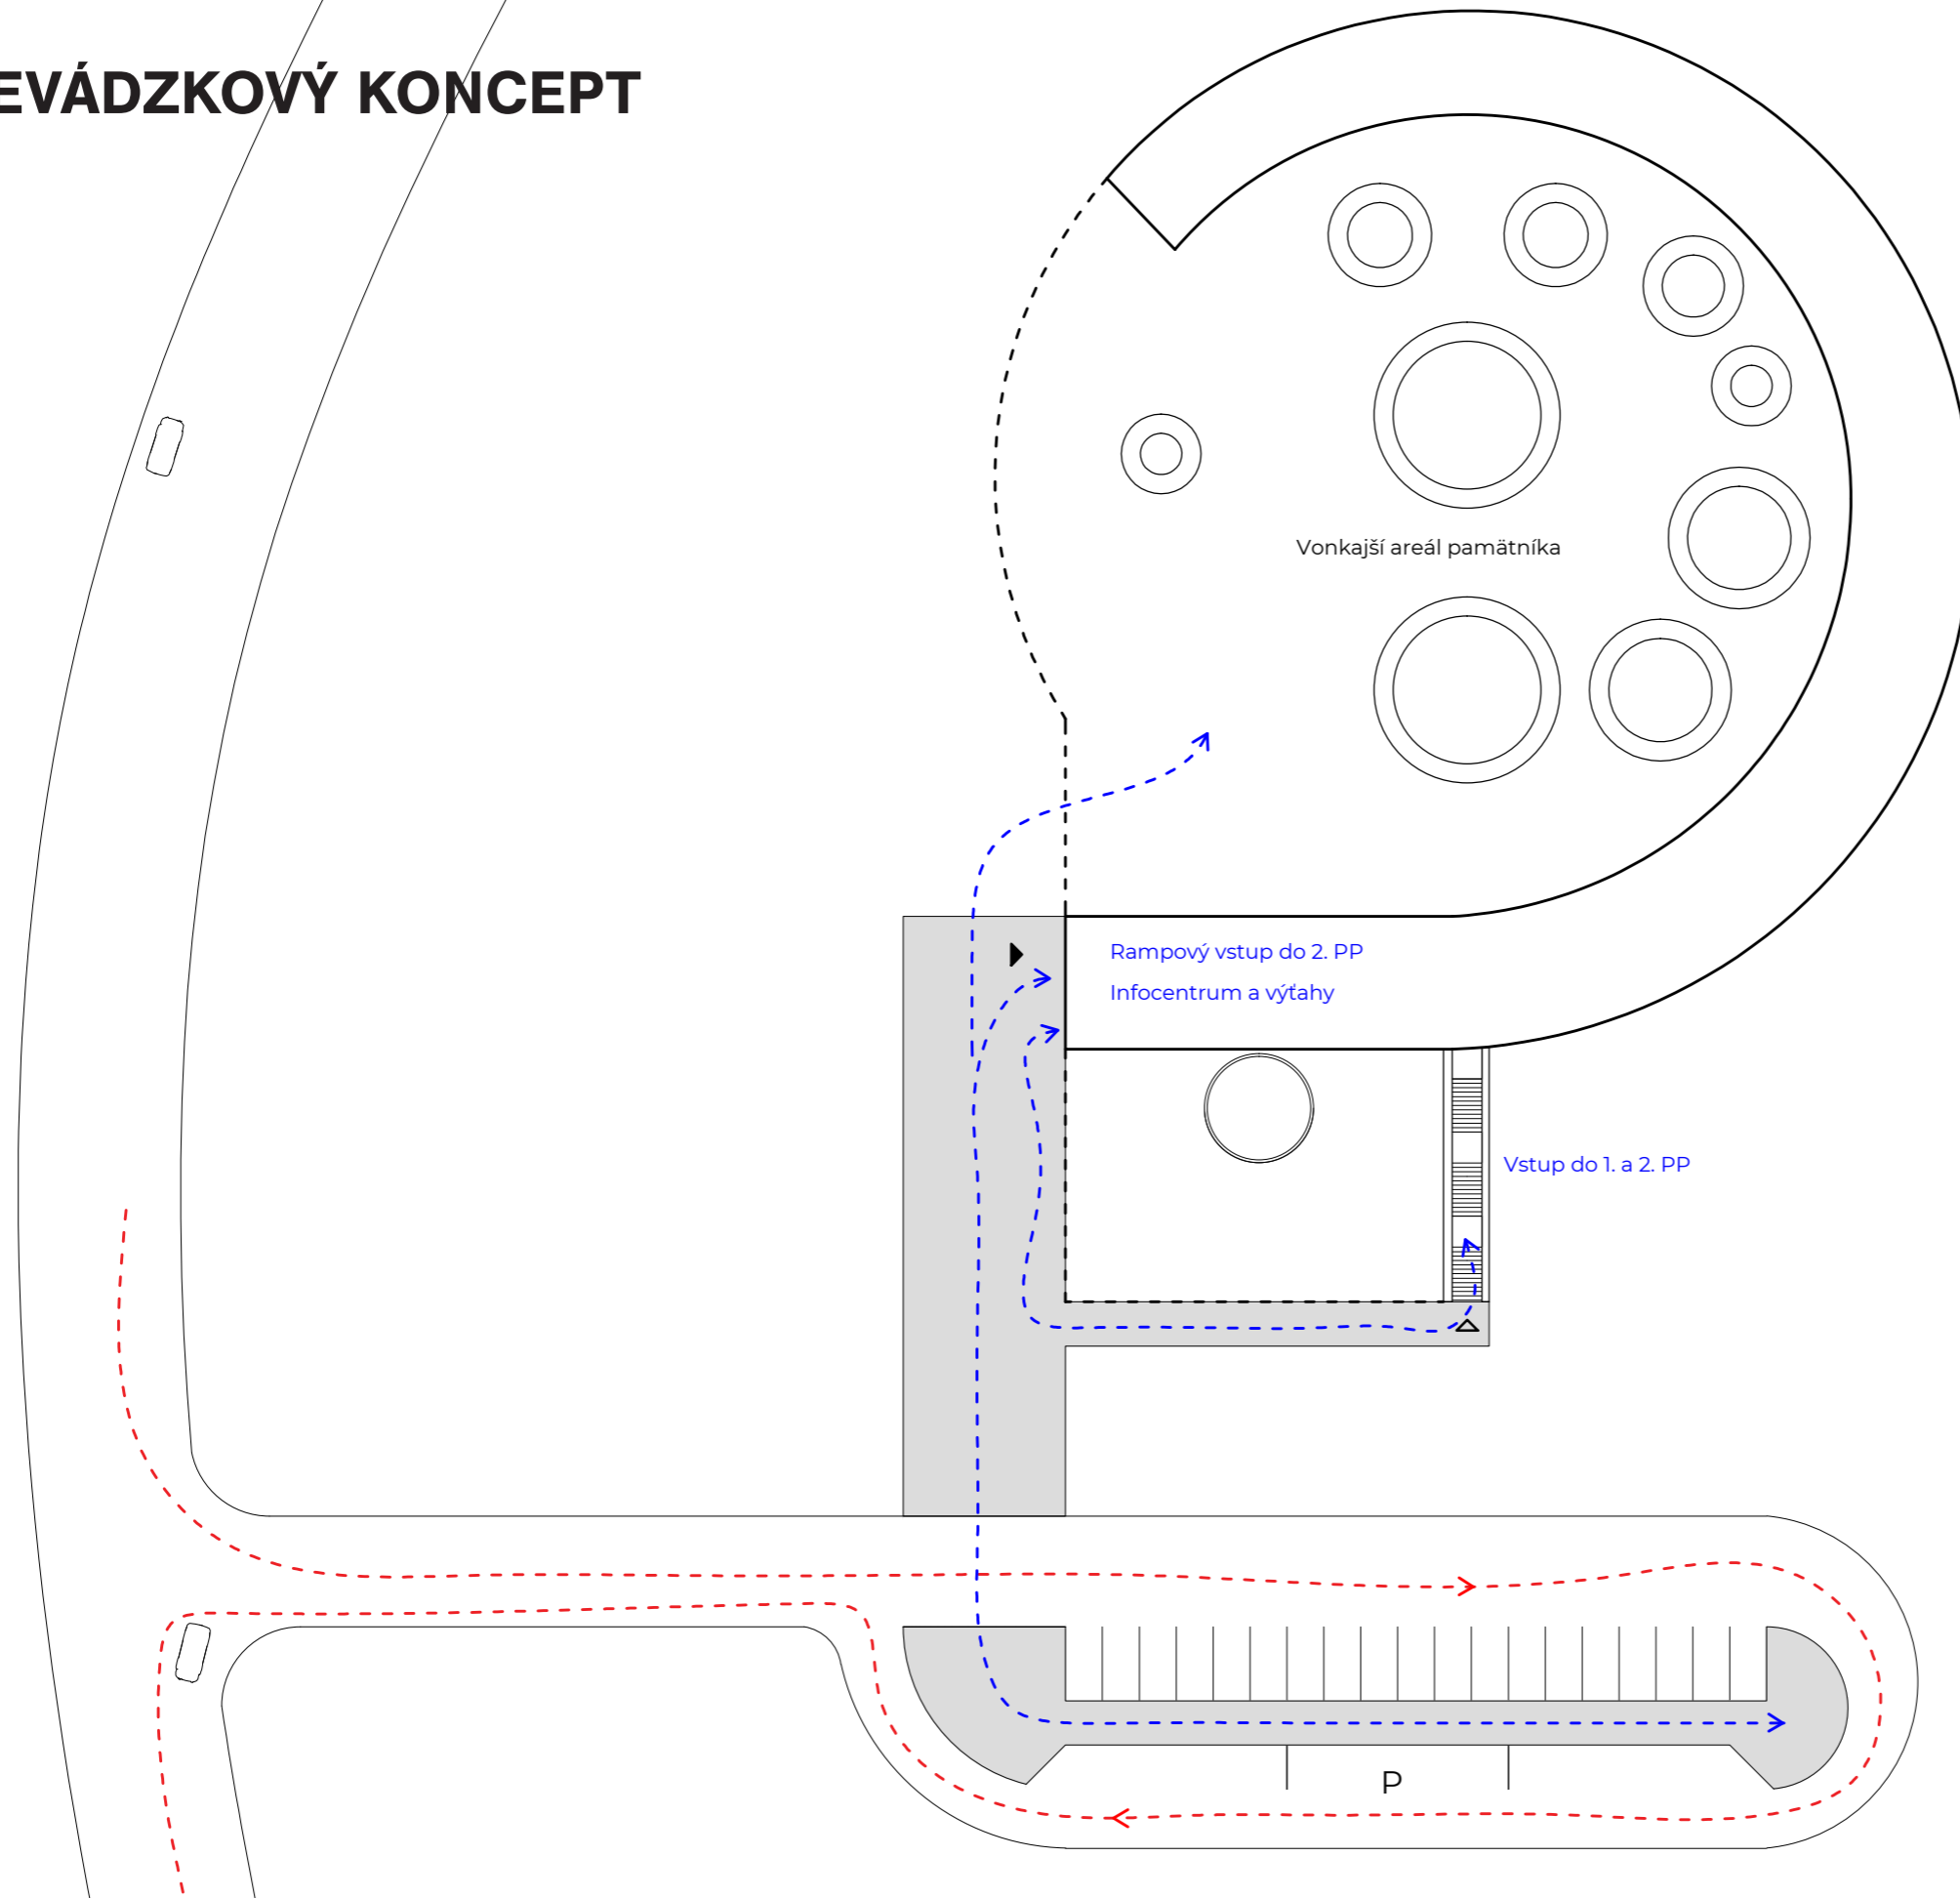 EVÁDZKOVÝ KONCEPT
Vonkajší areál pamätníka
Rampový vstup do 2. PP
Infocentrum a výťahy
Vstup do 1. a 2. PP
P